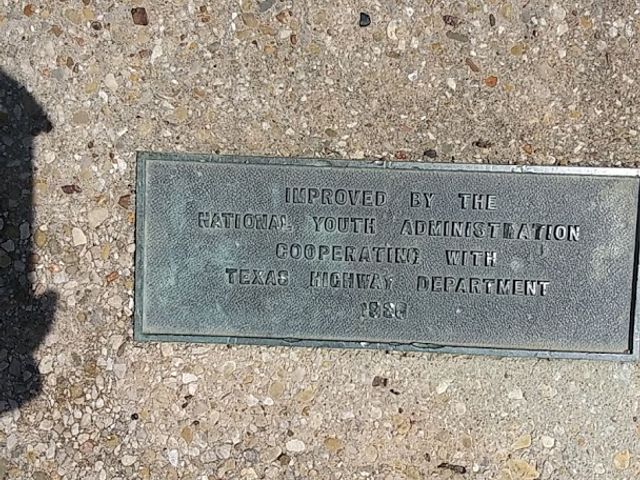 IMPROVED BY THE
NATIONAL YOUTH ADMINISTRATION
COOPERATING WITH
TEXAS HIGHWAY DEPARTMENT